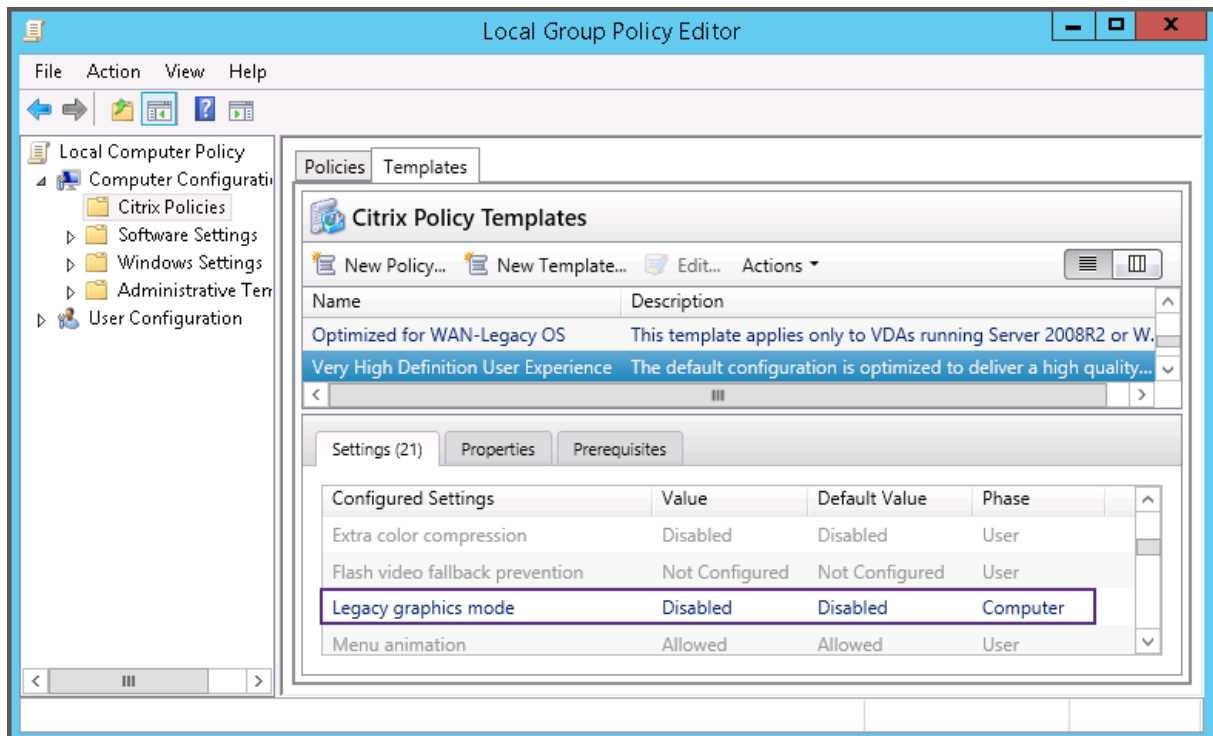 Local Group Policy Editor
File Action View Help
Local Computer Policy
Computer Configurati
Citrix Policies
Software Settings
Windows Settings
Administrative Tem
User Configuration
Policies Templates
Citrix Policy Templates
New Policy... New Template... Edit... Actions
Name Description
Optimized for WAN-Legacy OS This template applies only to VDAs running Server 2008R2 or W.
Very High Definition User Experience The default configuration is optimized to deliver a high quality...
Settings (21) Properties Prerequisites
Configured Settings Value Default Value Phase
Extra color compression Disabled Disabled User
Flash video fallback prevention Not Configured Not Configured User
Legacy graphics mode Disabled Disabled Computer
Menu animation Allowed Allowed User